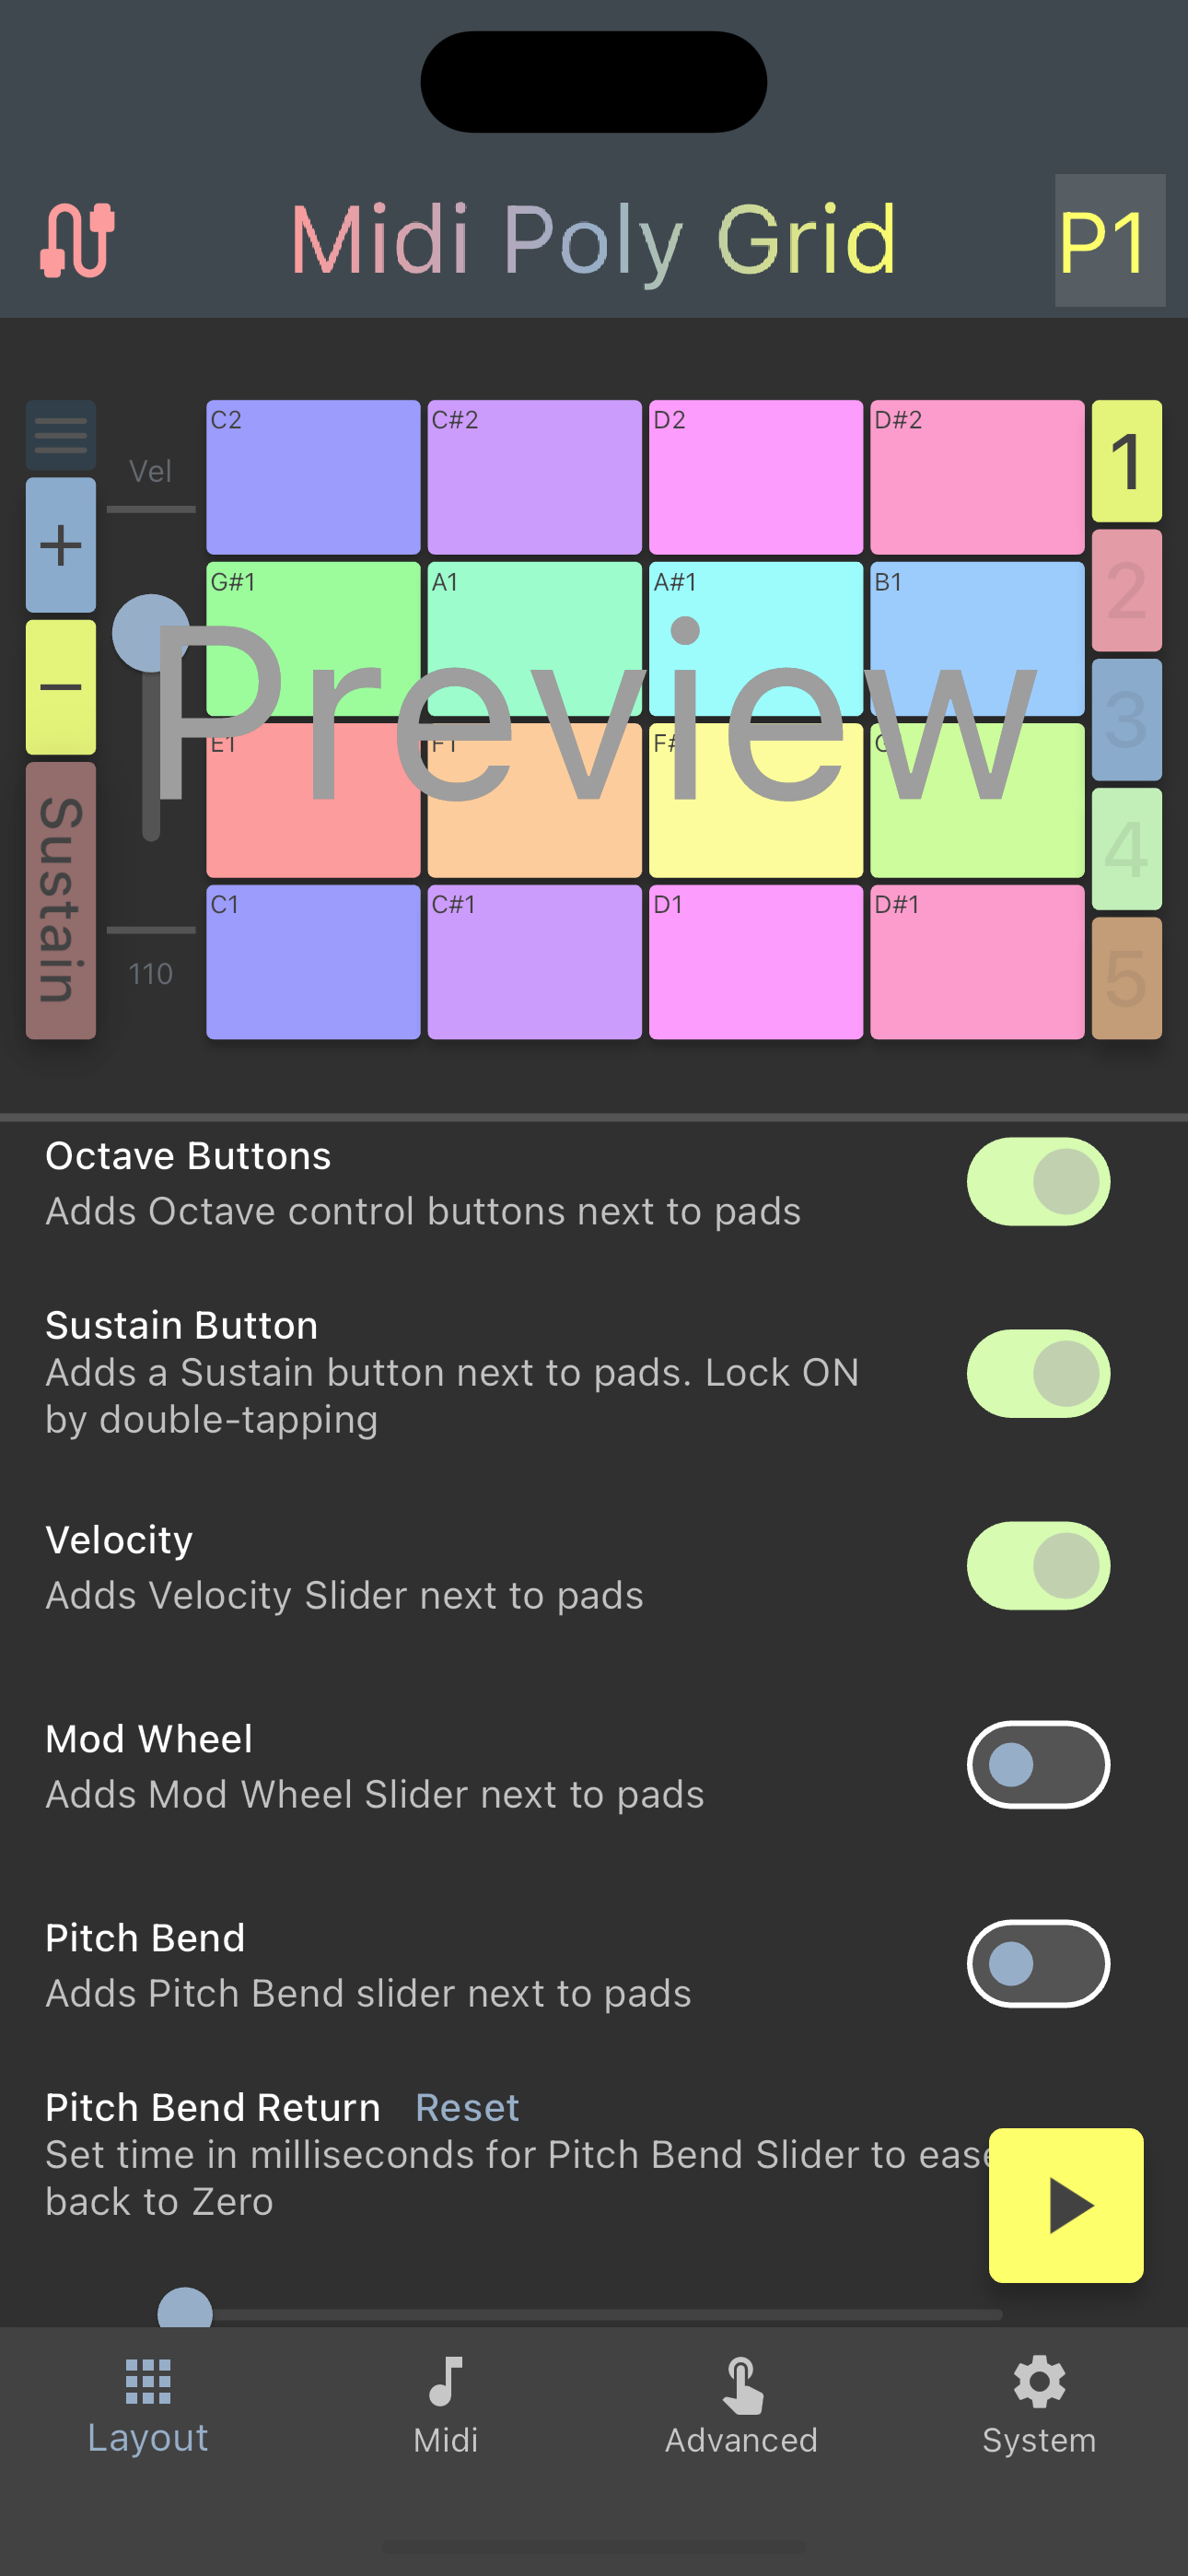 Midi Poly Grid
P1
Vel
+
−
Sustain
110
C2
C#2
D2
D#2
G#1
A1
A#1
B1
Preview
E1
F1
F#
G
C1
C#1
D1
D#1
1
2
3
4
5
Octave Buttons
Adds Octave control buttons next to pads
Sustain Button
Adds a Sustain button next to pads. Lock ON
by double-tapping
Velocity
Adds Velocity Slider next to pads
Mod Wheel
Adds Mod Wheel Slider next to pads
Pitch Bend
Adds Pitch Bend slider next to pads
Pitch Bend Return Reset
Set time in milliseconds for Pitch Bend Slider to ease
back to Zero
Layout
Midi
Advanced
System